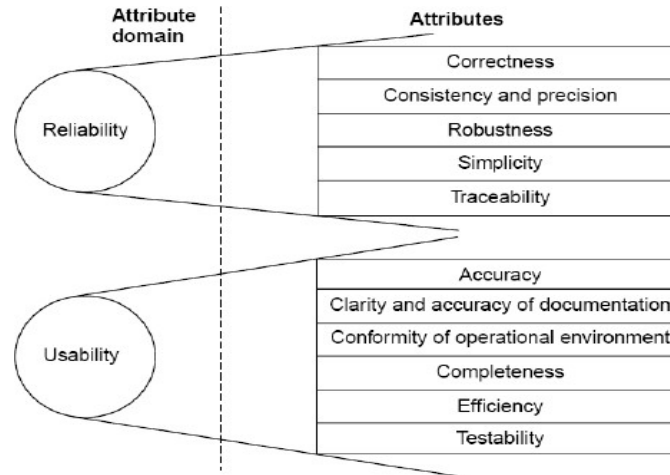 Attribute
domain
Attributes
Reliability
Correctness
Consistency and precision
Robustness
Simplicity
Traceability
Usability
Accuracy
Clarity and accuracy of documentation
Conformity of operational environment
Completeness
Efficiency
Testability